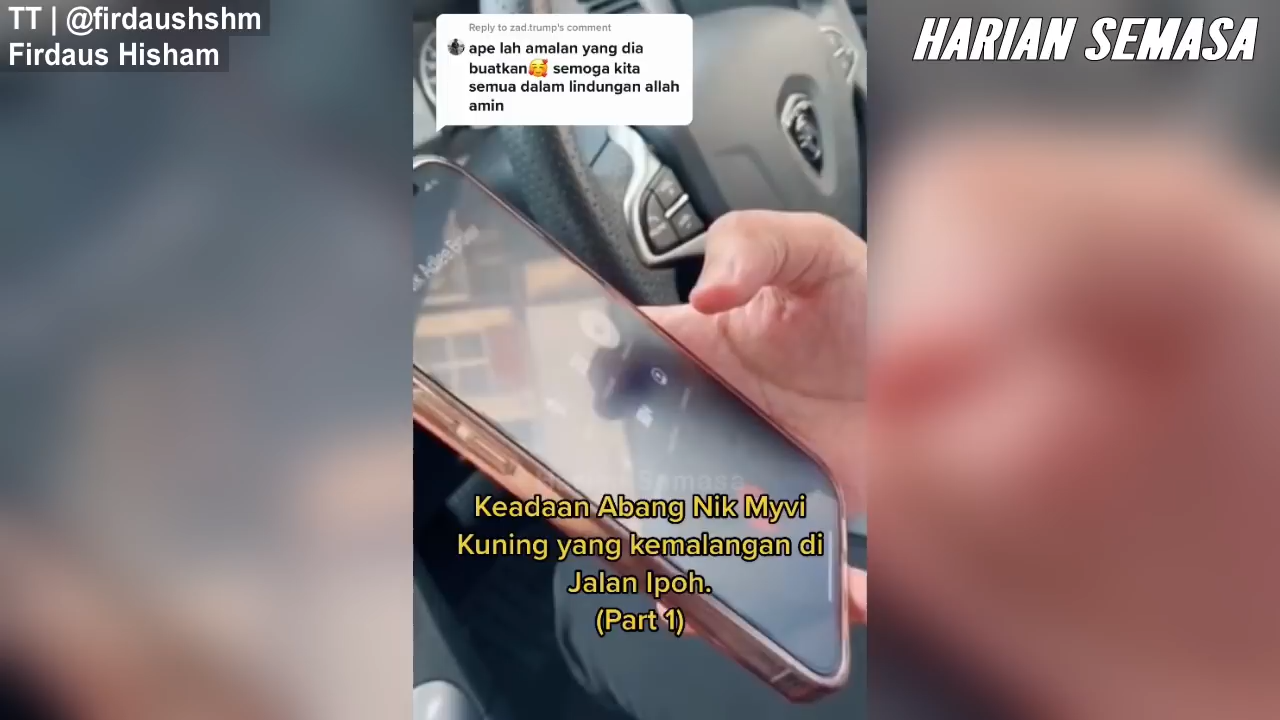 TT | @firdaushshm
Firdaus Hisham
HARIAN SEMASA
Reply to zad.trump's comment
ape lah amalan yang dia
buatkan🥰 semoga kita
semua dalam lindungan allah
amin
Semasa
Keadaan Abang Nik Myvi
Kuning yang kemalangan di
Jalan Ipoh.
(Part 1)